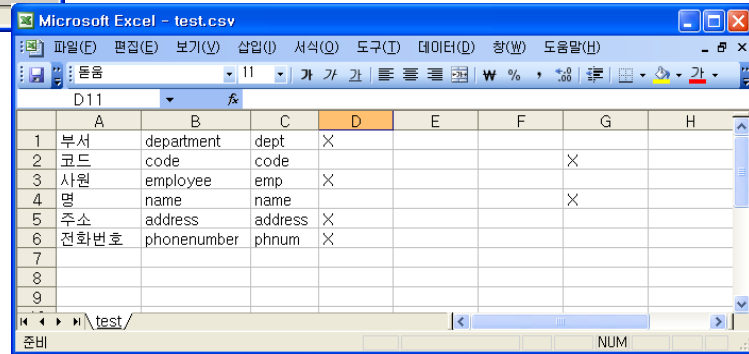 Microsoft Excel - test.csv
파일(F) 편집(E) 보기(V) 삽입(I) 서식(O) 도구(T) 데이터(D) 창(W) 도움말(H)
돋움 11 가 가 가 ₩ % ,
D11 fx
A B C D E F G H
1 부서 department dept X
2 코드 code code X
3 사원 employee emp X
4 명 name name X
5 주소 address address X
6 전화번호 phonenumber phnum X
7
8
9
test
준비 NUM